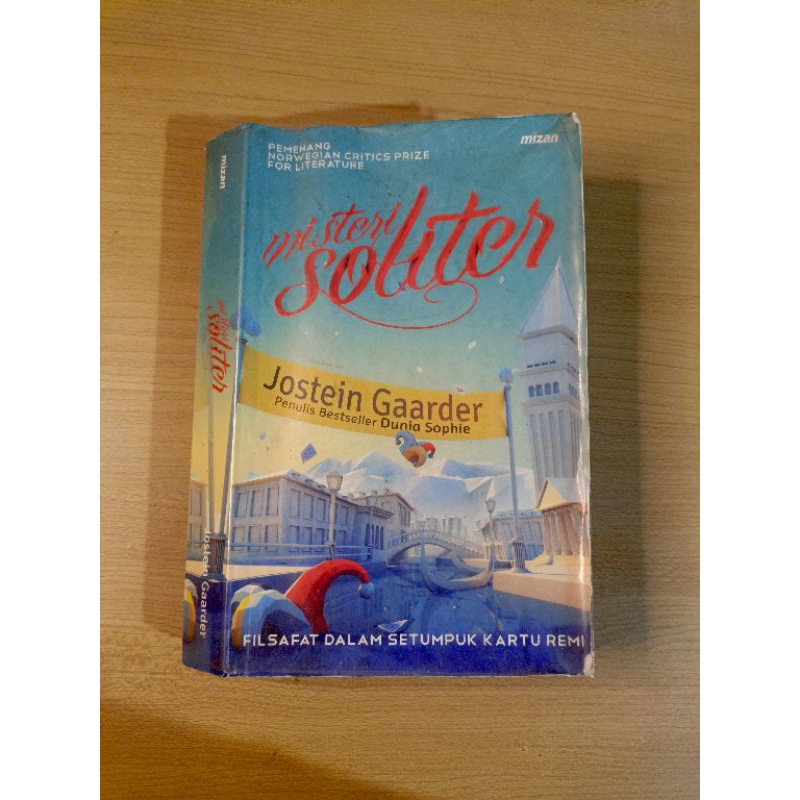 PEMENANG
NORWEGIAN CRITICS PRIZE
FOR LITERATURE
mizan
misteri
soliter
Jostein Gaarder
Penulis Bestseller Dunia Sophie
FILSAFAT DALAM SETUMPUK KARTU REMI
mizan
misteri
soliter
Jostein Gaarder